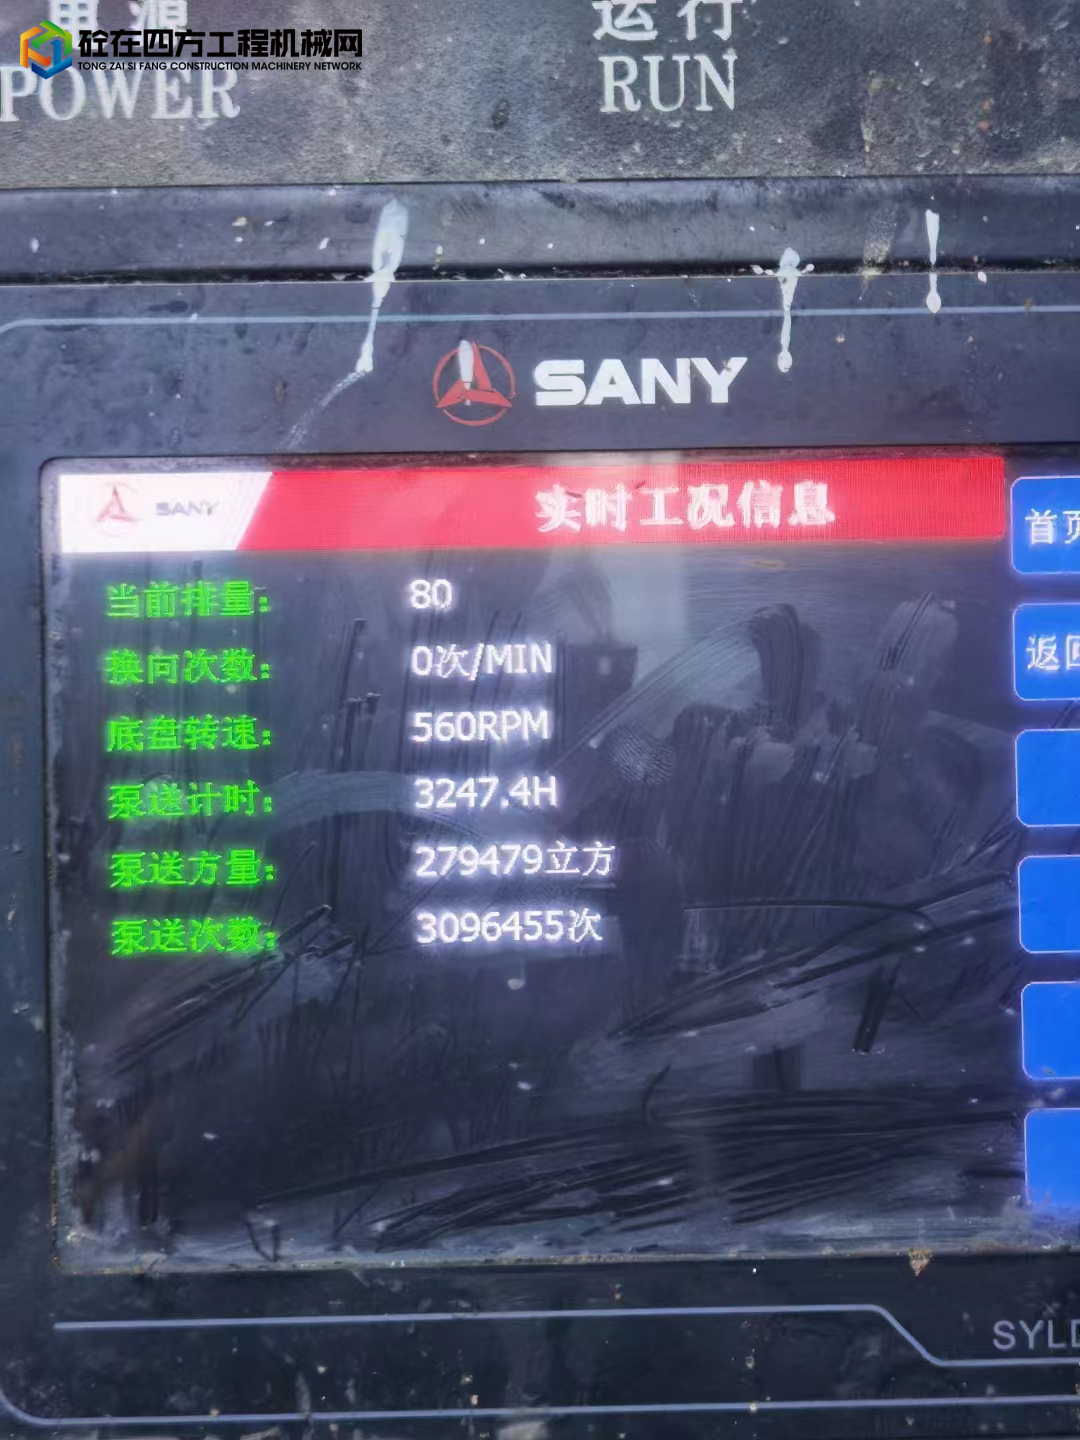 电源
运行
砼在四方工程机械网
TONG ZAI SI FANG CONSTRUCTION MACHINERY NETWORK
POWER
RUN
SANY
SANY
实时工况信息
首页
当前排量: 80
换向次数: 0次/MIN
返回
底盘转速: 560RPM
泵送计时: 3247.4H
泵送方量: 279479立方
泵送次数: 3096455次
SYLD